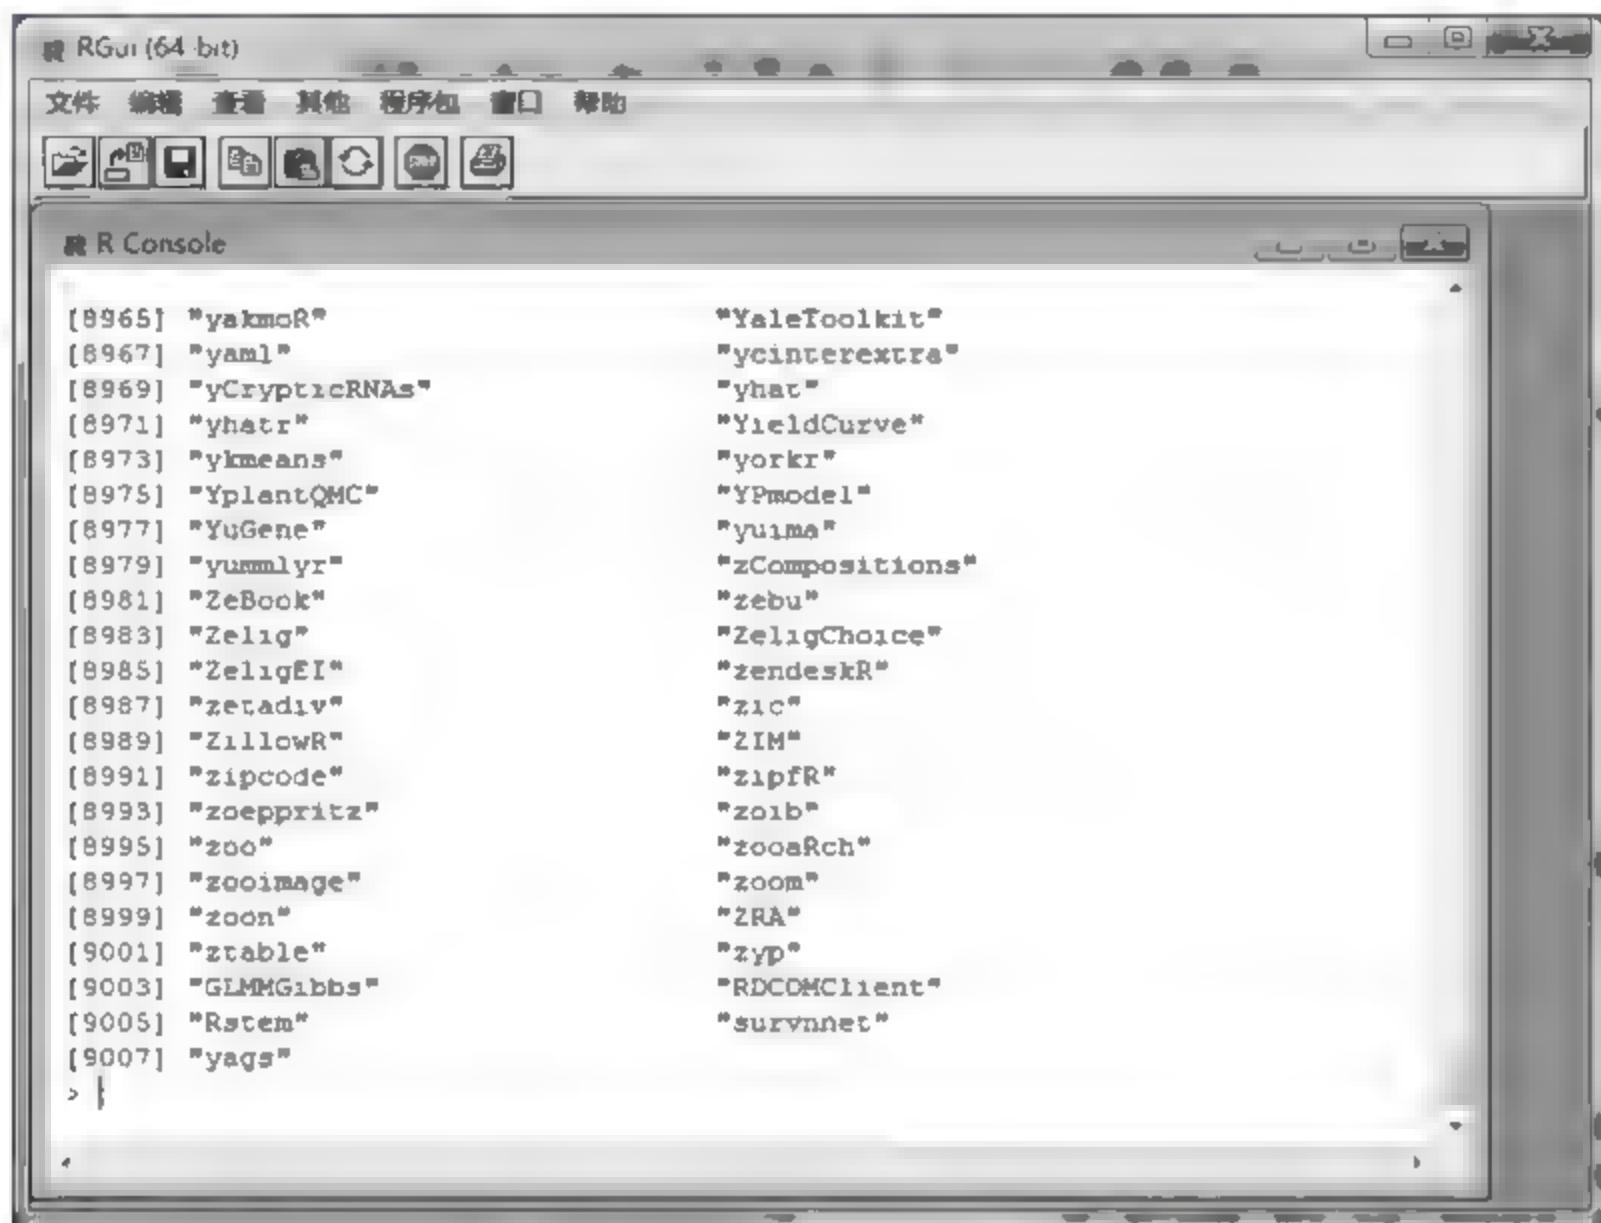 RGui (64-bit)
文件 编辑 查看 其他 程序包 窗口 帮助
STOP
R Console
[8965] "yakmoR" "YaleToolkit"
[8967] "yaml" "ycinterextra"
[8969] "yCrypticRNAs" "yhat"
[8971] "yhatr" "YieldCurve"
[8973] "ykmeans" "yorkr"
[8975] "YplantQMC" "YPmodel"
[8977] "YuGene" "yuima"
[8979] "yummlyr" "zCompositions"
[8981] "ZeBook" "zebu"
[8983] "Zelig" "ZeligChoice"
[8985] "ZeligEI" "zendeskR"
[8987] "zetadiv" "zic"
[8989] "ZillowR" "ZIM"
[8991] "zipcode" "zipfR"
[8993] "zoeppritz" "zoib"
[8995] "zoo" "zooaRch"
[8997] "zooimage" "zoom"
[8999] "zoon" "ZRA"
[9001] "ztable" "zyp"
[9003] "GLMMGibbs" "RDCOMClient"
[9005] "Rstem" "survnnet"
[9007] "yags"
>